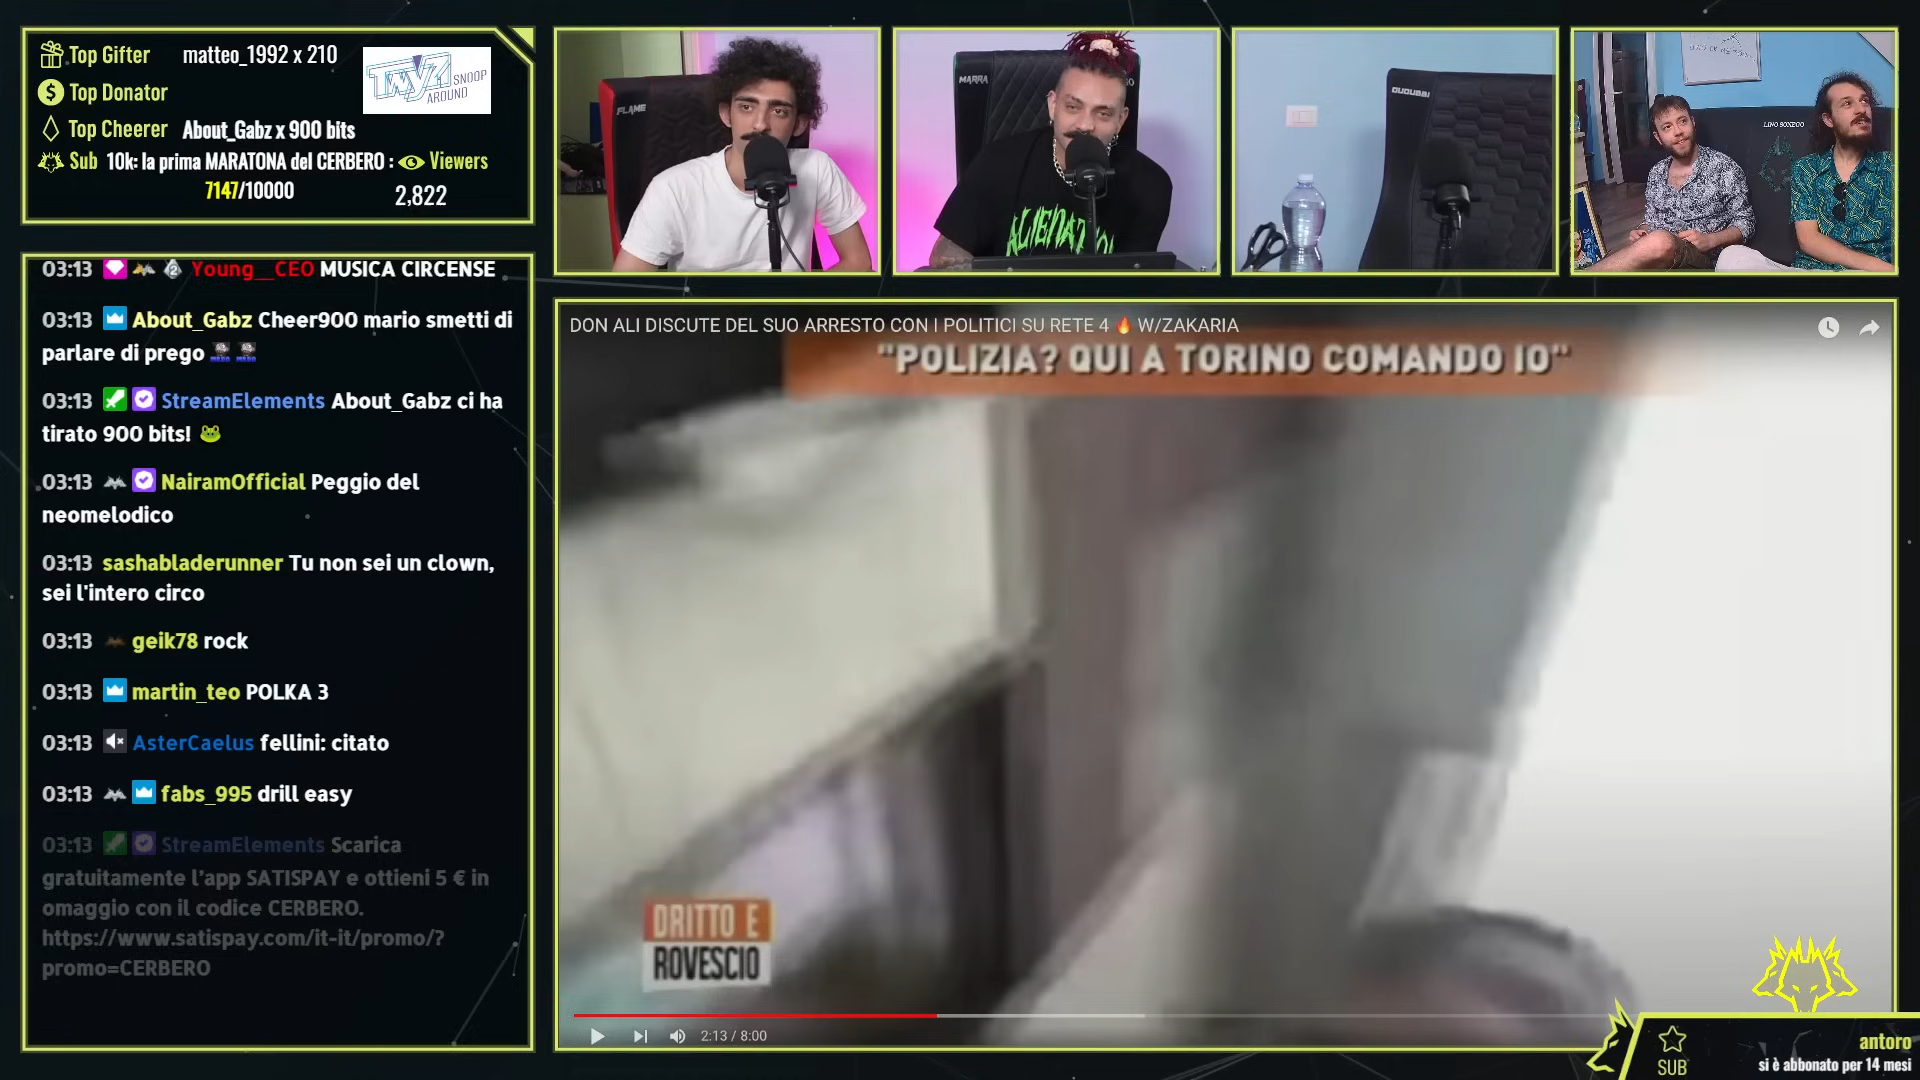 Top Gifter matteo_1992 x 210
TWYZ! SNOOP AROUND
Top Donator
Top Cheerer About_Gabz x 900 bits
Sub 10k: la prima MARATONA del CERBERO : Viewers
7147/10000 2,822
FLAME
MARRA
GUDUBBI
LINO SONEGO
ALIENATION
03:13 Young__CEO MUSICA CIRCENSE
03:13 About_Gabz Cheer900 mario smetti di
parlare di prego
03:13 StreamElements About_Gabz ci ha
tirato 900 bits!
03:13 NairamOfficial Peggio del
neomelodico
03:13 sashabladerunner Tu non sei un clown,
sei l'intero circo
03:13 geik78 rock
03:13 martin_teo POLKA 3
03:13 AsterCaelus fellini: citato
03:13 fabs_995 drill easy
03:13 StreamElements Scarica
gratuitamente l'app SATISPAY e ottieni 5 € in
omaggio con il codice CERBERO.
https://www.satispay.com/it-it/promo/?
promo=CERBERO
DON ALI DISCUTE DEL SUO ARRESTO CON I POLITICI SU RETE 4 🔥 W/ZAKARIA
"POLIZIA? QUI A TORINO COMANDO IO"
DRITTO E
ROVESCIO
2:13 / 8:00
SUB
antoro
si è abbonato per 14 mesi